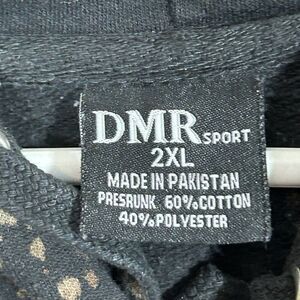 DMR SPORT
2XL
MADE IN PAKISTAN
PRESRUNK 60%COTTON
40%POLYESTER